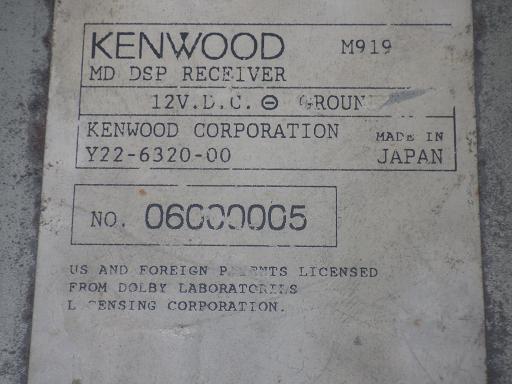 KENWOOD M919
MD DSP RECEIVER
12V.D.C. ⊖ GROUN
KENWOOD CORPORATION MADE IN
Y22-6320-00 JAPAN
NO. 06000005
US AND FOREIGN PATENTS LICENSED
FROM DOLBY LABORATORIES
LICENSING CORPORATION.